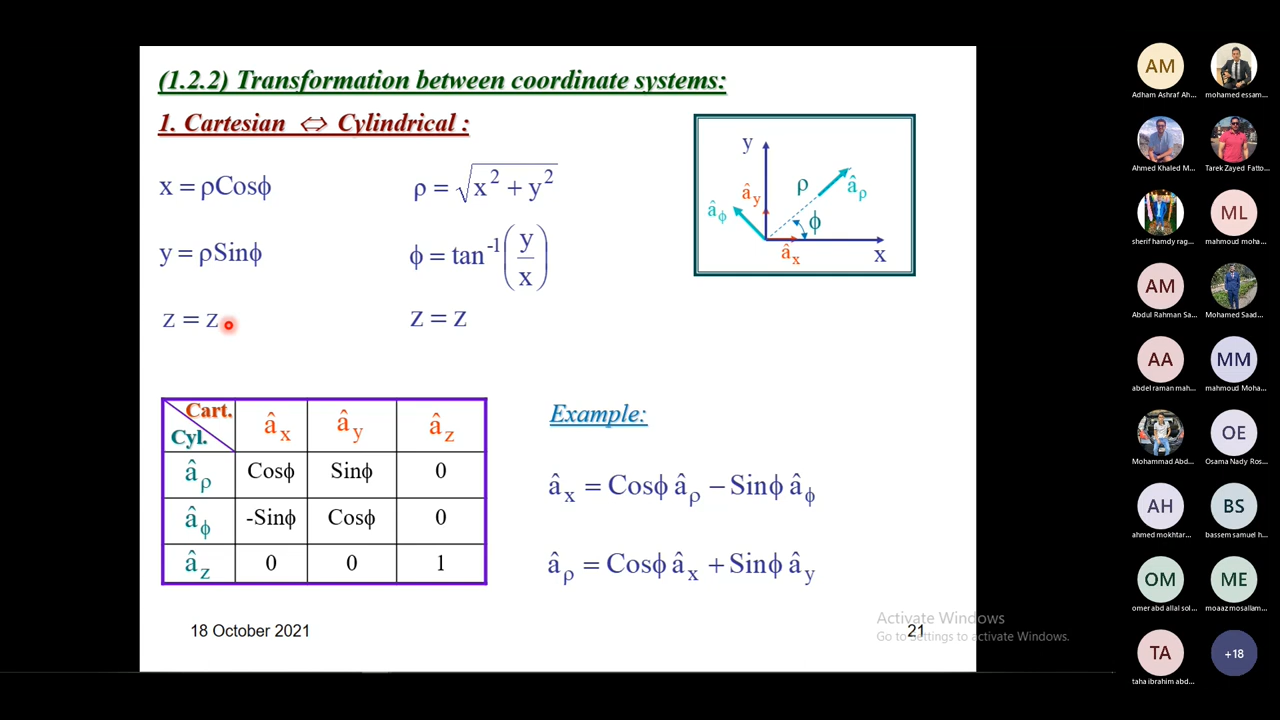 (1.2.2) Transformation between coordinate systems:
1. Cartesian ⇔ Cylindrical :
x = ρCosϕ
ρ = √(x² + y²)
y = ρSinϕ
ϕ = tan⁻¹(y/x)
z = z
z = z
y
ρ
â_ρ
â_y
â_ϕ
ϕ
â_x
x
Cart. â_x â_y â_z
Cyl.
â_ρ Cosϕ Sinϕ 0
â_ϕ -Sinϕ Cosϕ 0
â_z 0 0 1
Example:
â_x = Cosϕ â_ρ − Sinϕ â_ϕ
â_ρ = Cosϕ â_x + Sinϕ â_y
18 October 2021
21
Activate Windows
Go to Settings to activate Windows.
AM
Adham Ashraf Ah...
mohamed essam...
Ahmed Khaled M...
Tarek Zayed Fatto...
sherif hamdy rag...
ML
mahmoud moha...
AM
Abdul Rahman Sa...
Mohamed Saad...
AA
abdel raman mah...
MM
mahmoud Moha...
Mohammad Abd...
OE
Osama Nady Ros...
AH
ahmed mokhtar...
BS
bassem samuel h...
OM
omer abd allal sol...
ME
moaaz mosallam...
TA
taha ibrahim abd...
+18